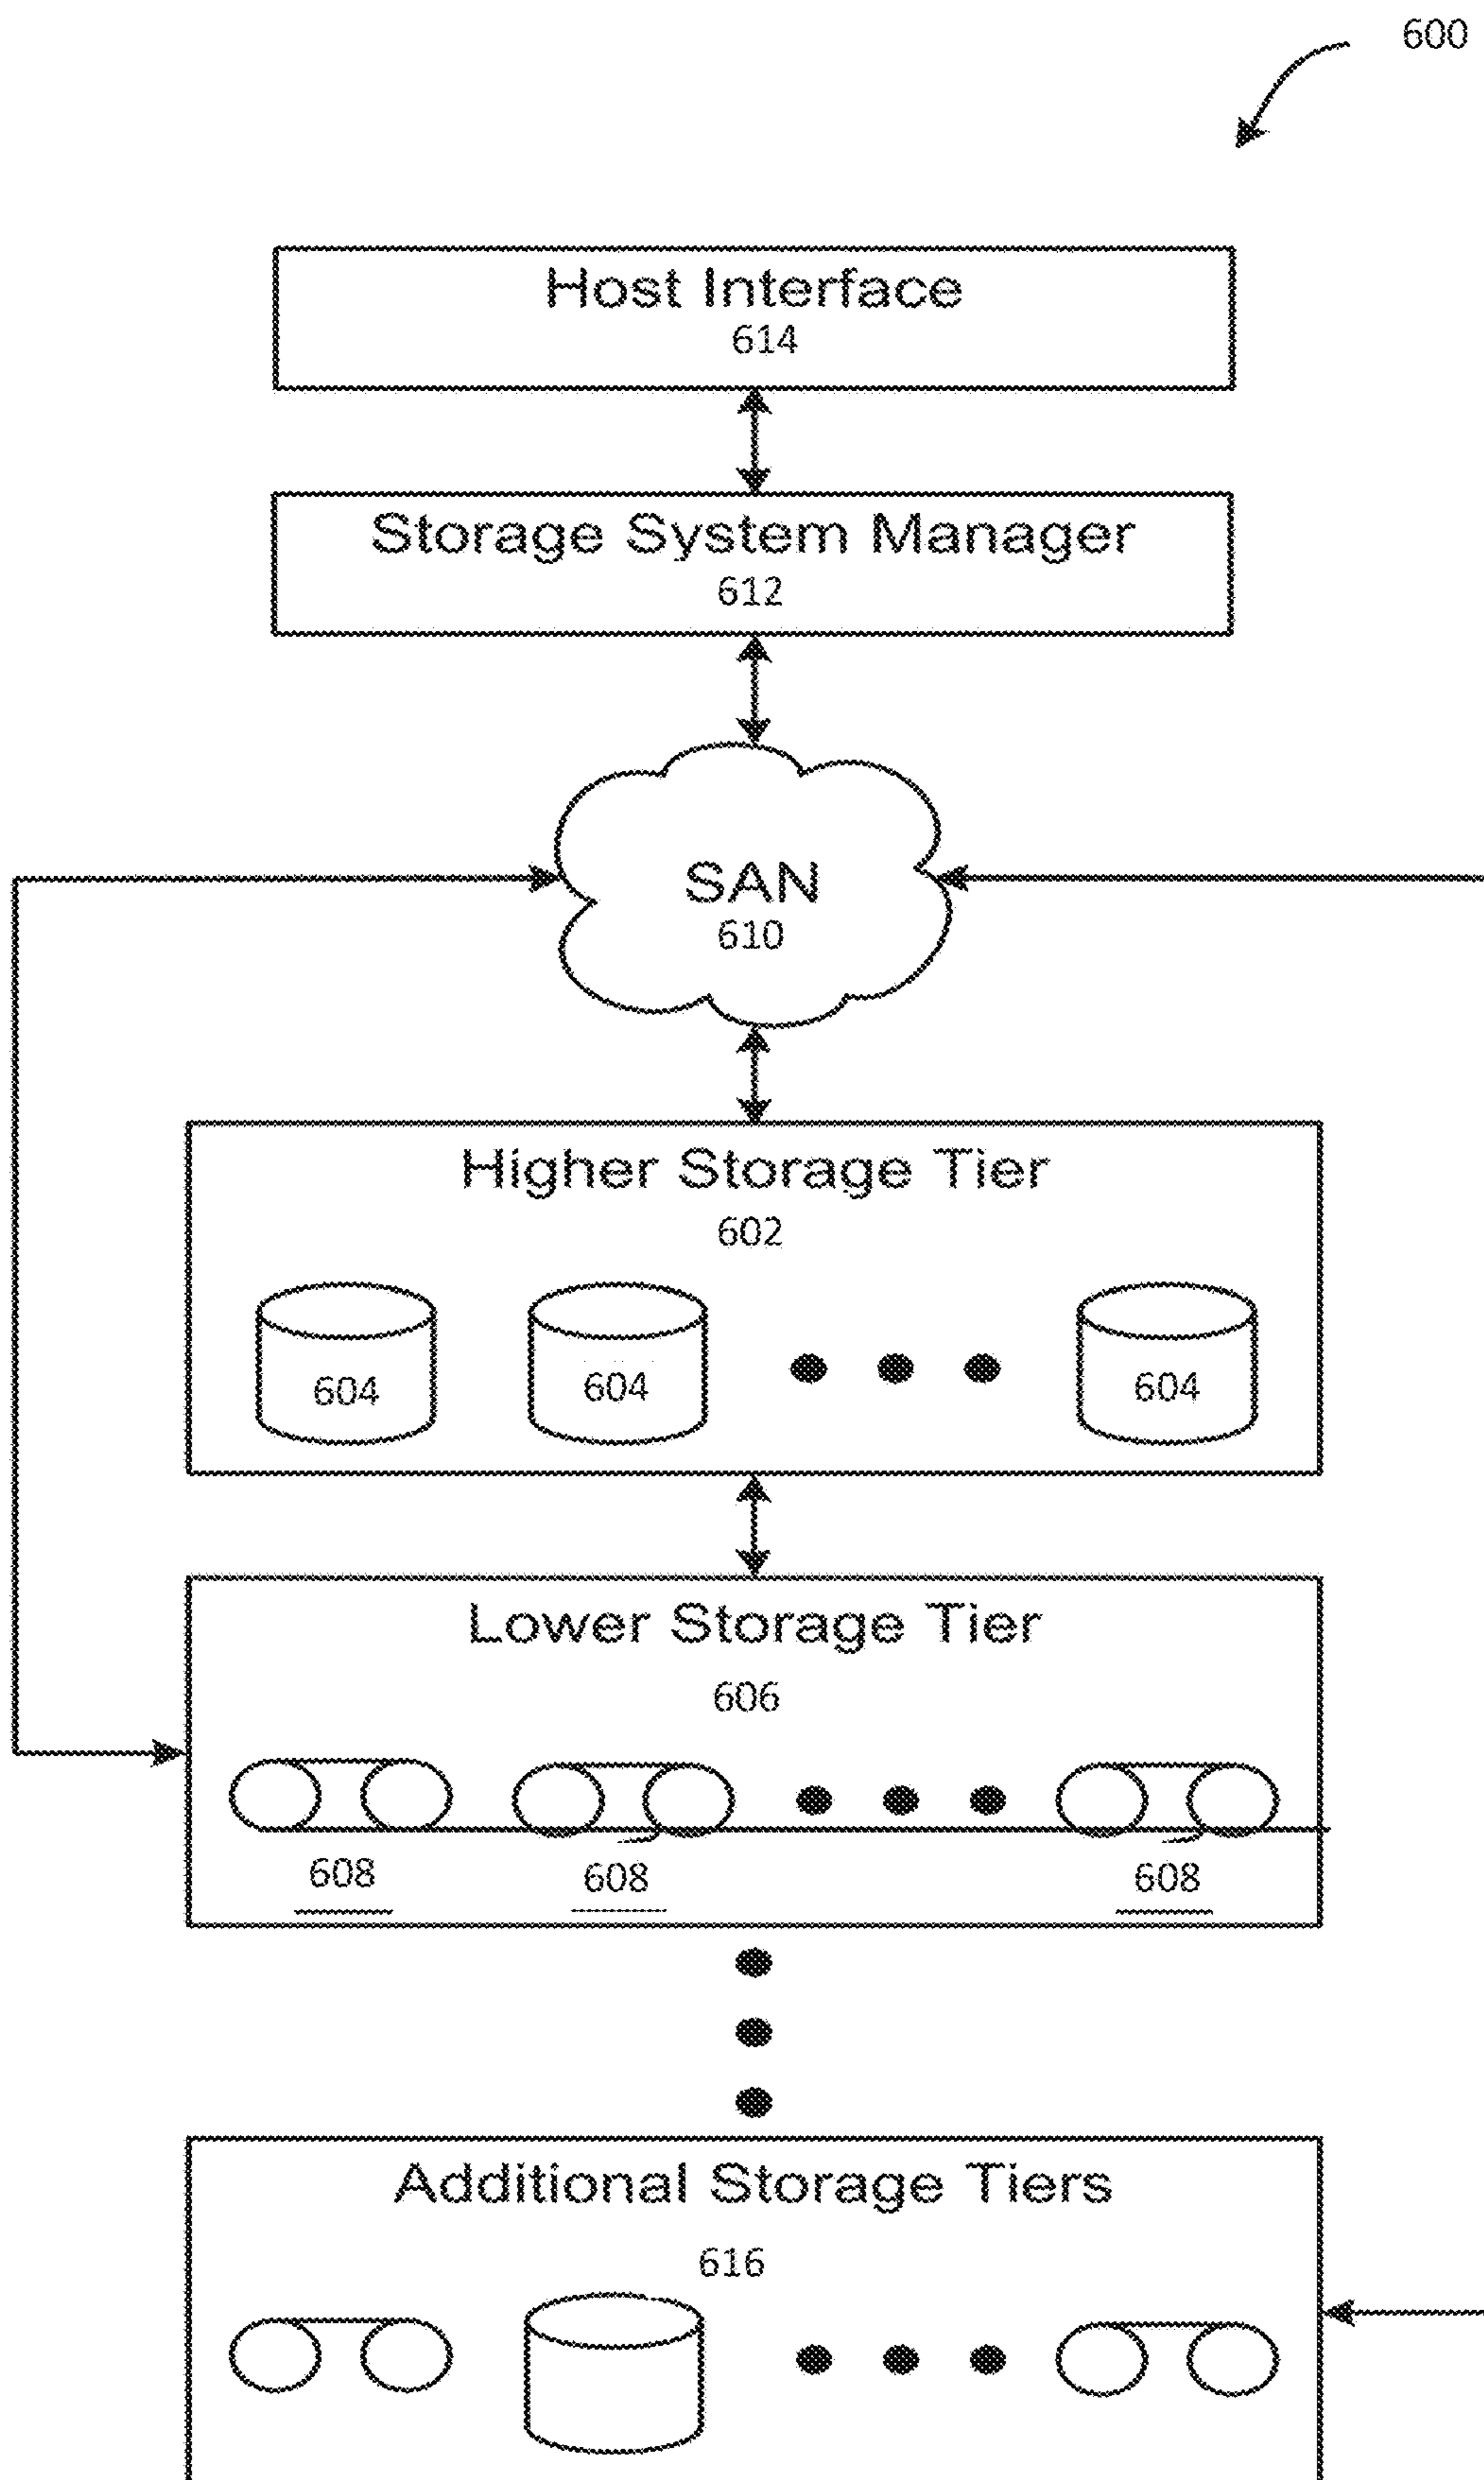 600
Host Interface
614
Storage System Manager
612
SAN
610
Higher Storage Tier
602
604 604 604
Lower Storage Tier
606
608 608 608
Additional Storage Tiers
616